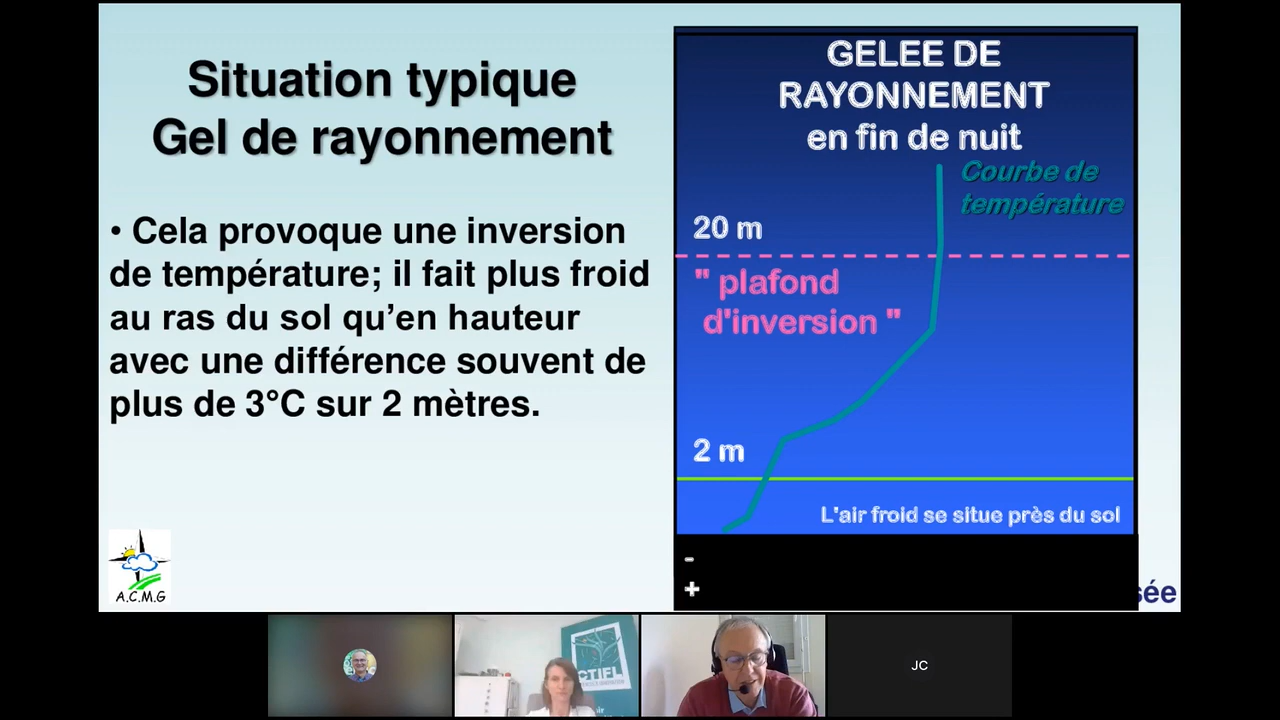 Situation typique
Gel de rayonnement
• Cela provoque une inversion
de température; il fait plus froid
au ras du sol qu’en hauteur
avec une différence souvent de
plus de 3°C sur 2 mètres.
A.C.M.G
GELEE DE
RAYONNEMENT
en fin de nuit
Courbe de
température
20 m
" plafond
d'inversion "
2 m
L'air froid se situe près du sol
-
+
sée
CTIFL
JC